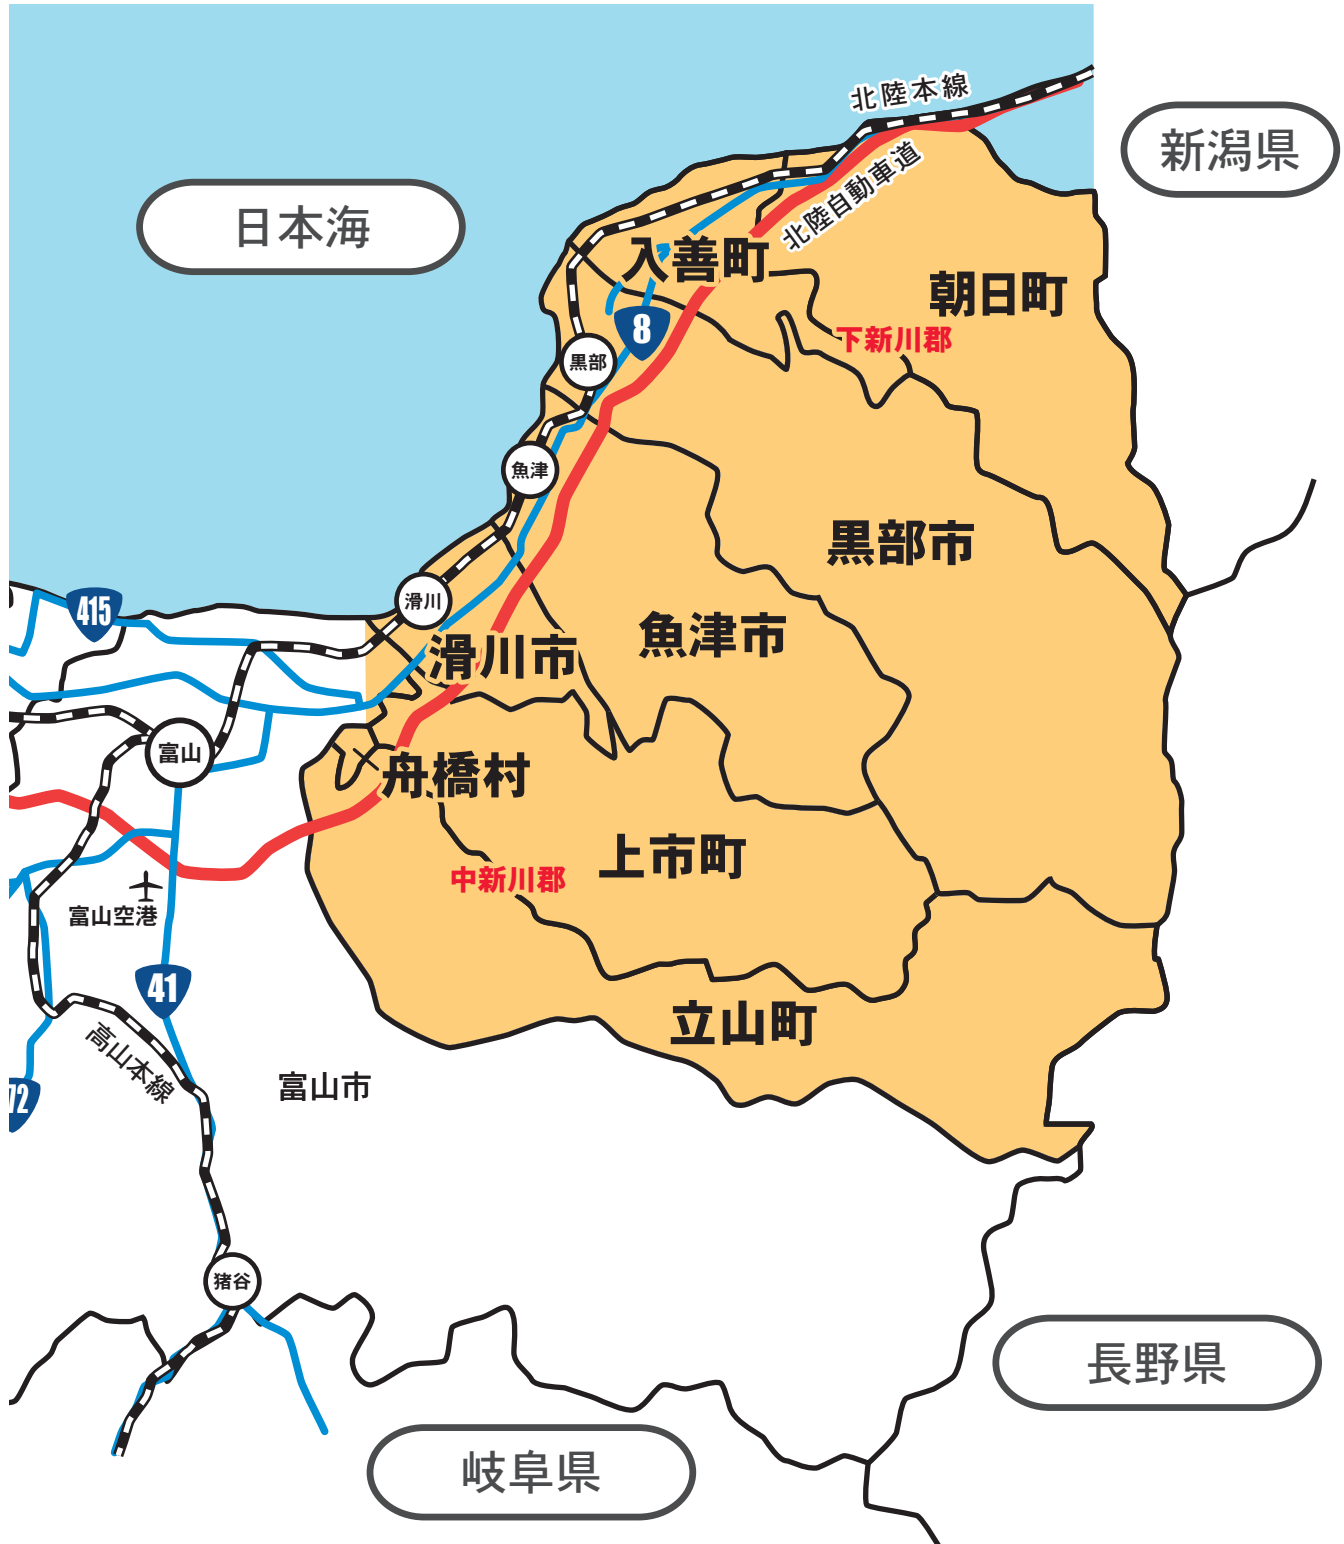 北陸本線
新潟県
日本海
北陸自動車道
入善町
朝日町
8
下新川郡
黒部
魚津
黒部市
滑川
415
魚津市
滑川市
富山
舟橋村
上市町
中新川郡
富山空港
41
立山町
高山本線
72
富山市
猪谷
長野県
岐阜県